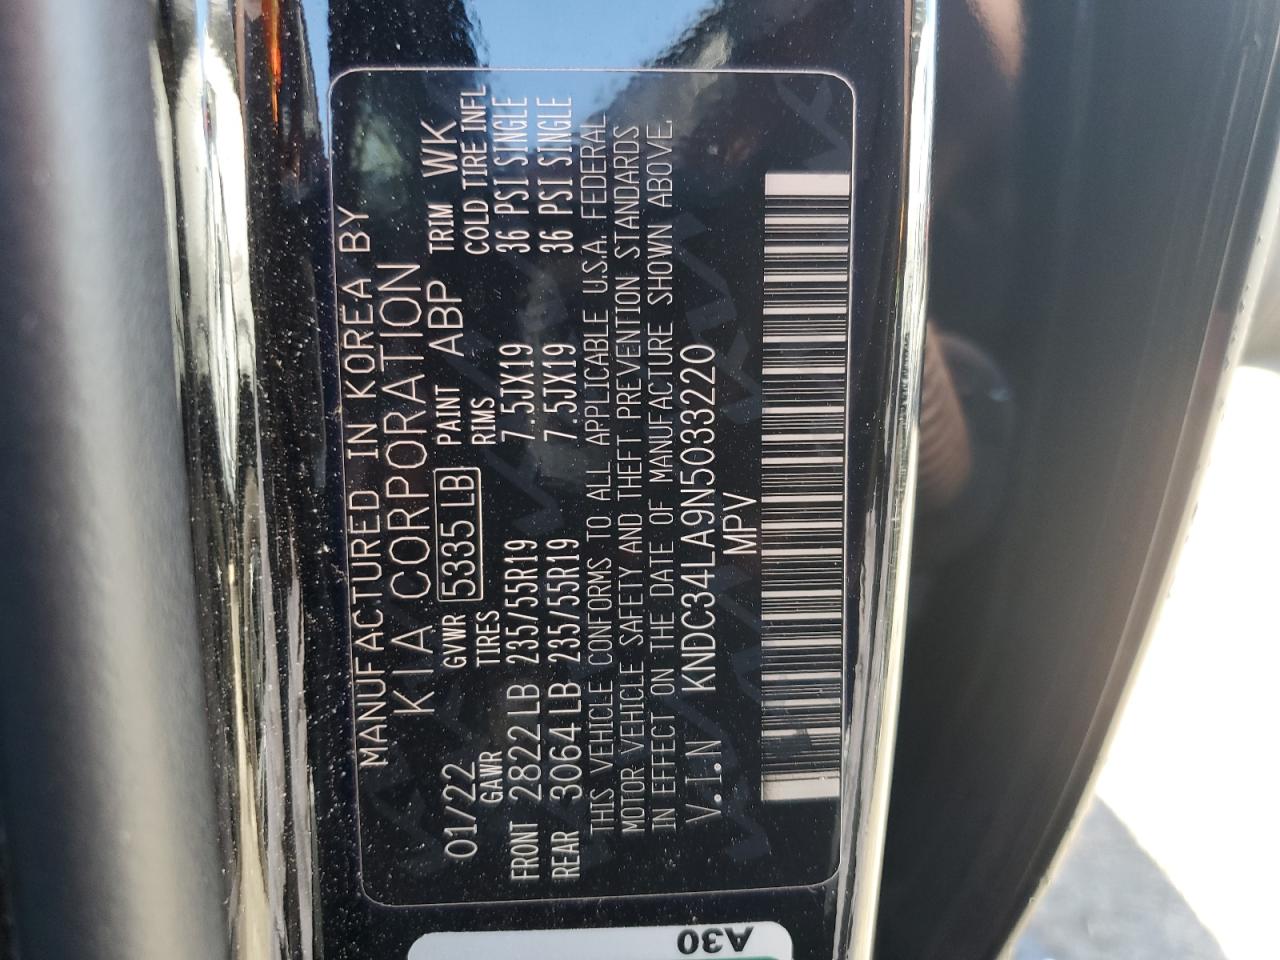 MANUFACTURED IN KOREA BY
KIA CORPORATION
01/22 GVWR 5335 LB PAINT ABP TRIM WK
GAWR TIRES RIMS COLD TIRE INFL
FRONT 2822 LB 235/55R19 7.5JX19 36 PSI SINGLE
REAR 3064 LB 235/55R19 7.5JX19 36 PSI SINGLE
THIS VEHICLE CONFORMS TO ALL APPLICABLE U.S.A. FEDERAL
MOTOR VEHICLE SAFETY AND THEFT PREVENTION STANDARDS
IN EFFECT ON THE DATE OF MANUFACTURE SHOWN ABOVE.
V.I.N KNDC34LA9N5033220
MPV
A30